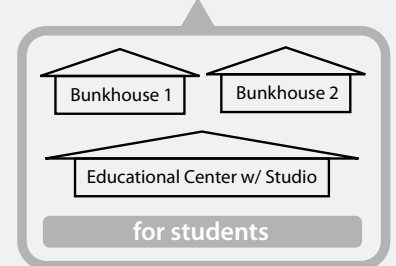 Bunkhouse 1
Bunkhouse 2
Educational Center w/ Studio
for students